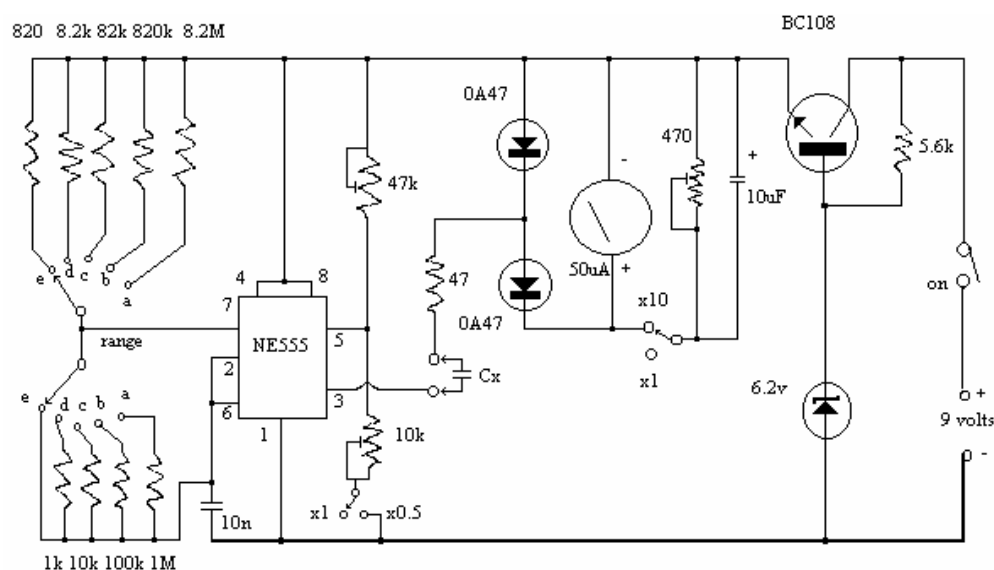 BC108
820 8.2k 82k 820k 8.2M
0A47
470
5.6k
47k
+
10uF
-
e d c b a
4 8
50uA +
47
on
7
x10
range
NE555
5
0A47
Cx
x1
2
6.2v
+
e d c b a
6
3
9 volts
1
10k
-
10n
x1 x0.5
1k 10k 100k 1M